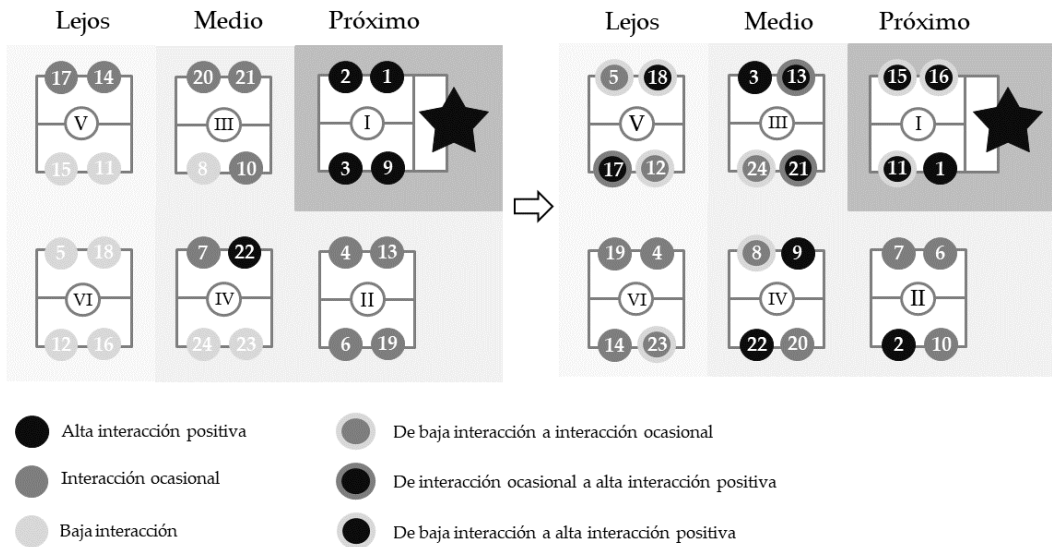 Lejos Medio Próximo Lejos Medio Próximo
17 14 20 21 2 1 5 18 3 13 15 16
V III I V III I
15 11 8 10 3 9 17 12 24 21 11 1
5 18 7 22 4 13 19 4 8 9 7 6
VI IV II VI IV II
12 16 24 23 6 19 14 23 22 20 2 10
Alta interacción positiva De baja interacción a interacción ocasional
Interacción ocasional De interacción ocasional a alta interacción positiva
Baja interacción De baja interacción a alta interacción positiva